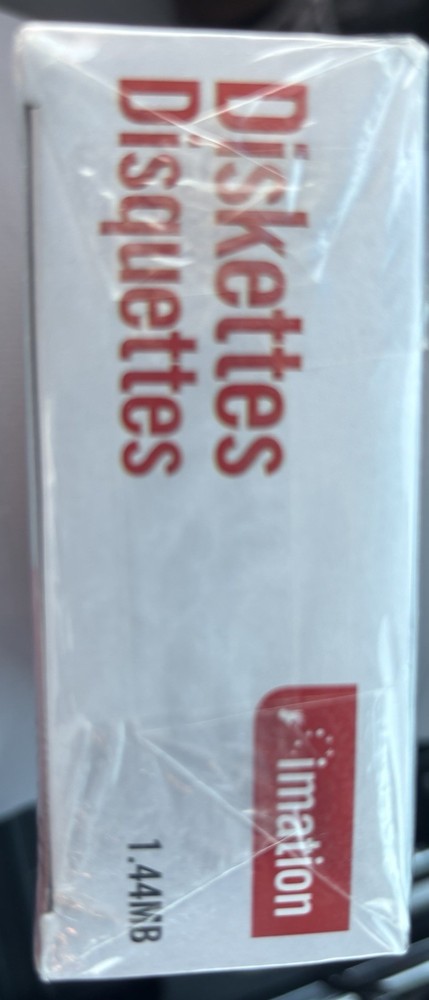 Diskettes
Disquettes
imation
1.44MB